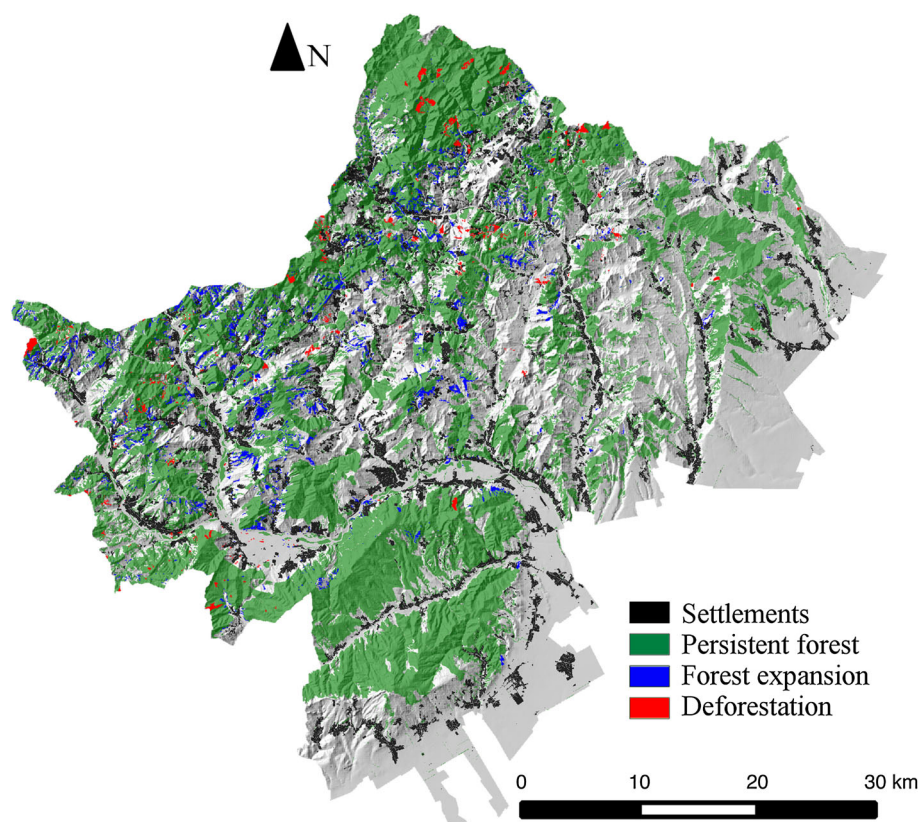 N
Settlements
Persistent forest
Forest expansion
Deforestation
0 10 20 30 km